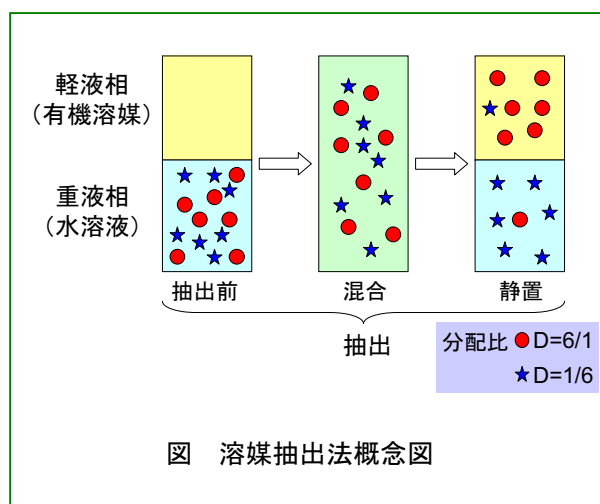 軽液相
（有機溶媒）
重液相
（水溶液）
抽出前
混合
静置
抽出
分配比 D=6/1
D=1/6
図　溶媒抽出法概念図